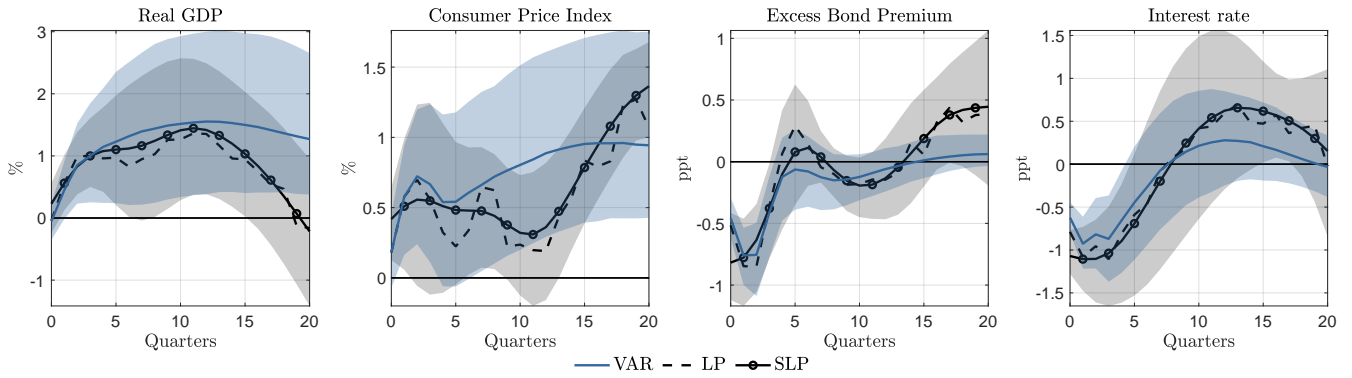 Real GDP
%
3
2
1
0
-1
0 5 10 15 20
Quarters
Consumer Price Index
%
1.5
1
0.5
0
0 5 10 15 20
Quarters
Excess Bond Premium
ppt
1
0.5
0
-0.5
-1
0 5 10 15 20
Quarters
Interest rate
ppt
1.5
1
0.5
0
-0.5
-1
-1.5
0 5 10 15 20
Quarters
VAR LP SLP